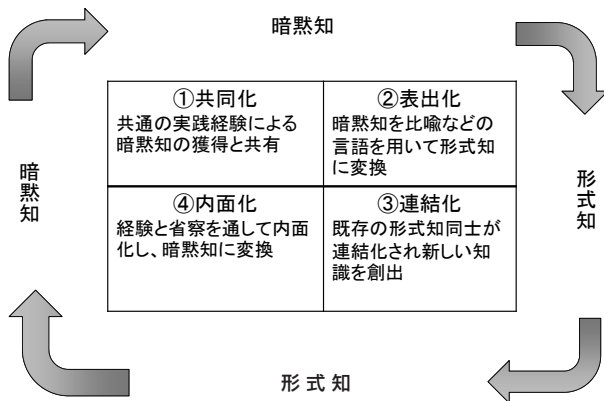 暗黙知
①共同化
共通の実践経験による
暗黙知の獲得と共有
②表出化
暗黙知を比喩などの
言語を用いて形式知
に変換
暗黙知
形式知
④内面化
経験と省察を通して内面
化し、暗黙知に変換
③連結化
既存の形式知同士が
連結化され新しい知
識を創出
形式知